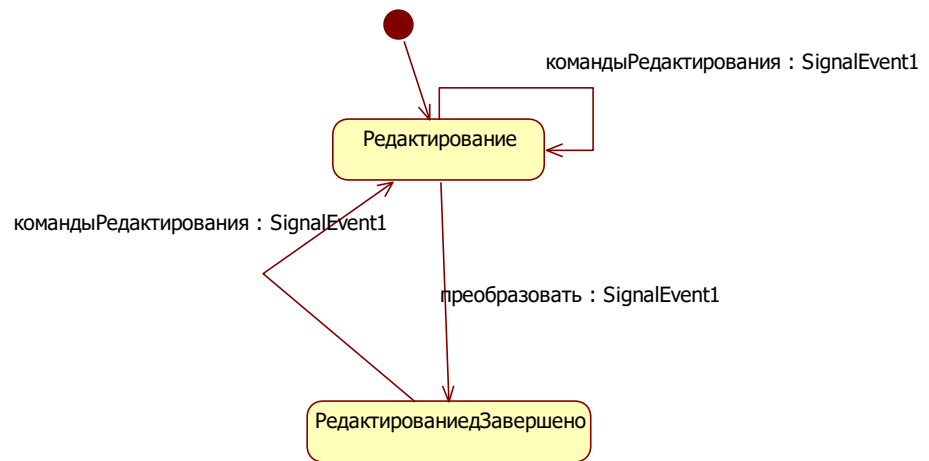 командыРедактирования : SignalEvent1
Редактирование
командыРедактирования : SignalEvent1
преобразовать : SignalEvent1
РедактированиедЗавершено